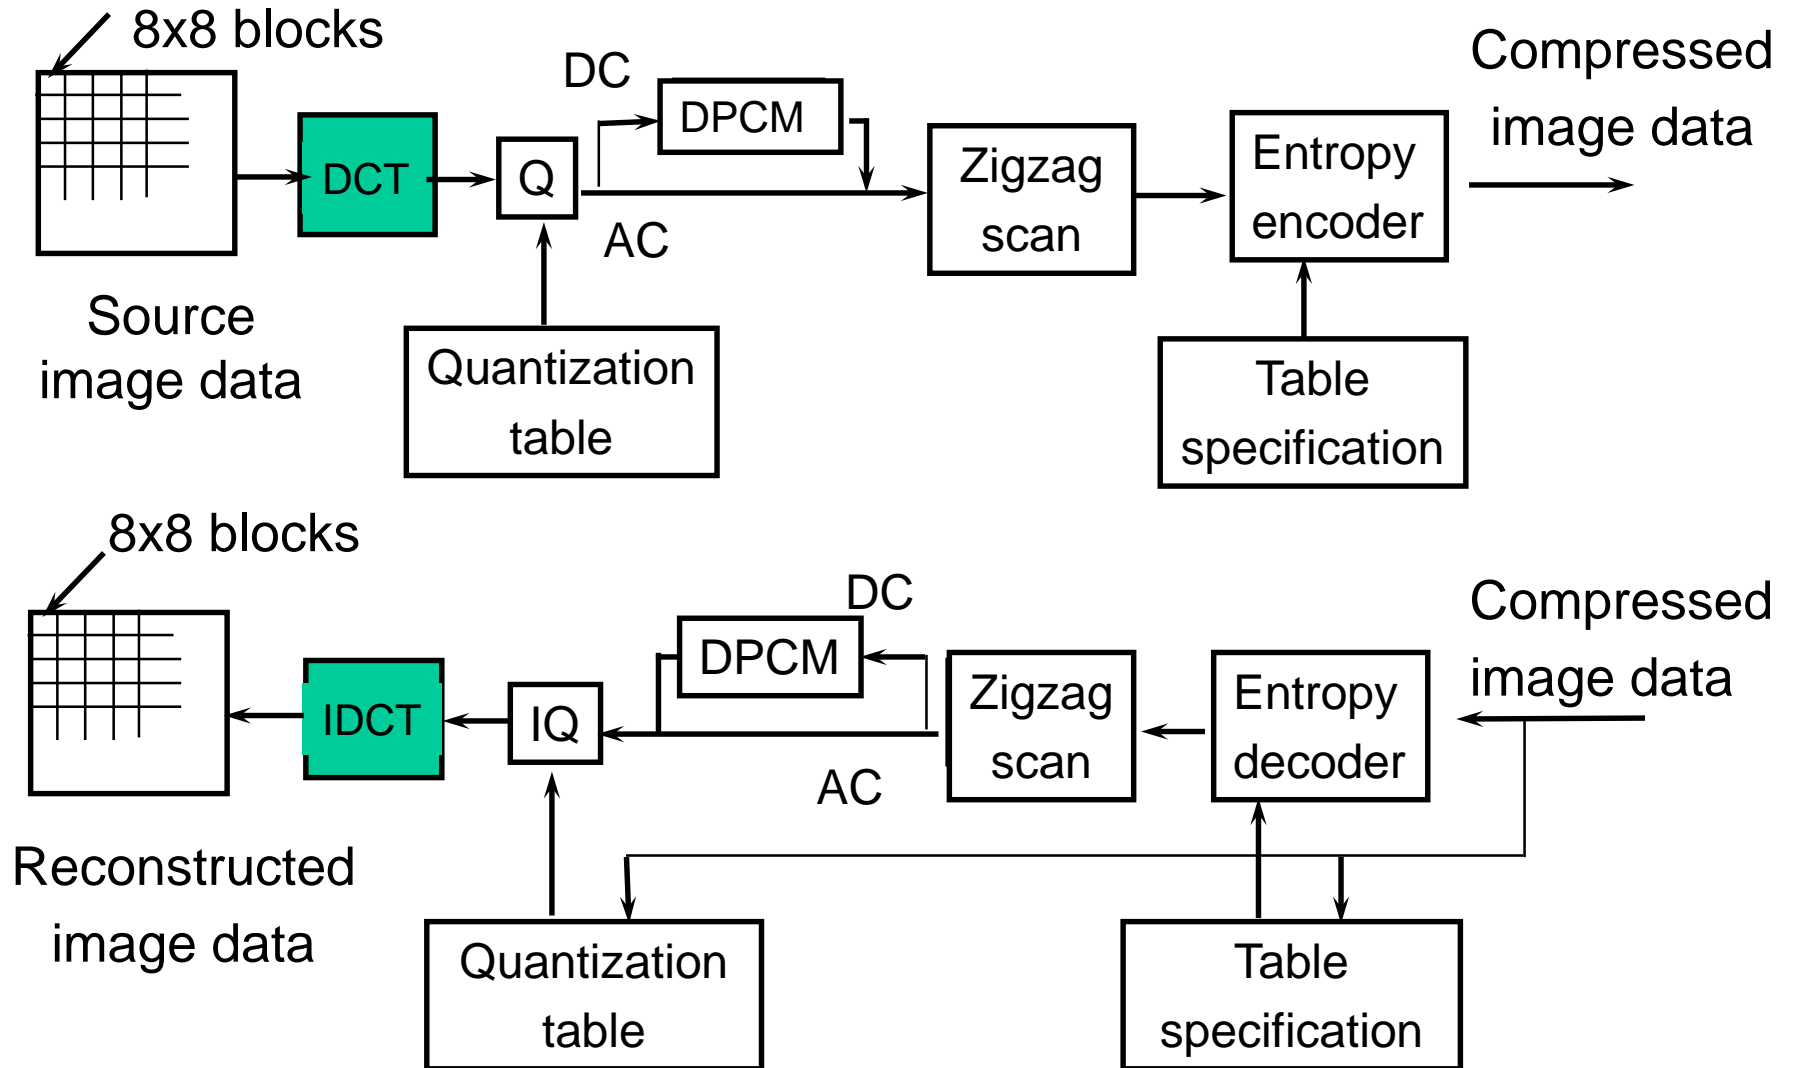 8x8 blocks
DCT
Q
DC
DPCM
AC
Zigzag
scan
Entropy
encoder
Compressed
image data
Source
image data
Quantization
table
Table
specification
8x8 blocks
IDCT
IQ
DPCM
DC
AC
Zigzag
scan
Entropy
decoder
Compressed
image data
Reconstructed
image data
Quantization
table
Table
specification